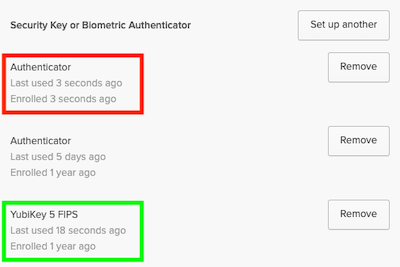 Security Key or Biometric Authenticator
Set up another
Authenticator
Remove
Last used 3 seconds ago
Enrolled 3 seconds ago
Authenticator
Remove
Last used 5 days ago
Enrolled 1 year ago
YubiKey 5 FIPS
Remove
Last used 18 seconds ago
Enrolled 1 year ago